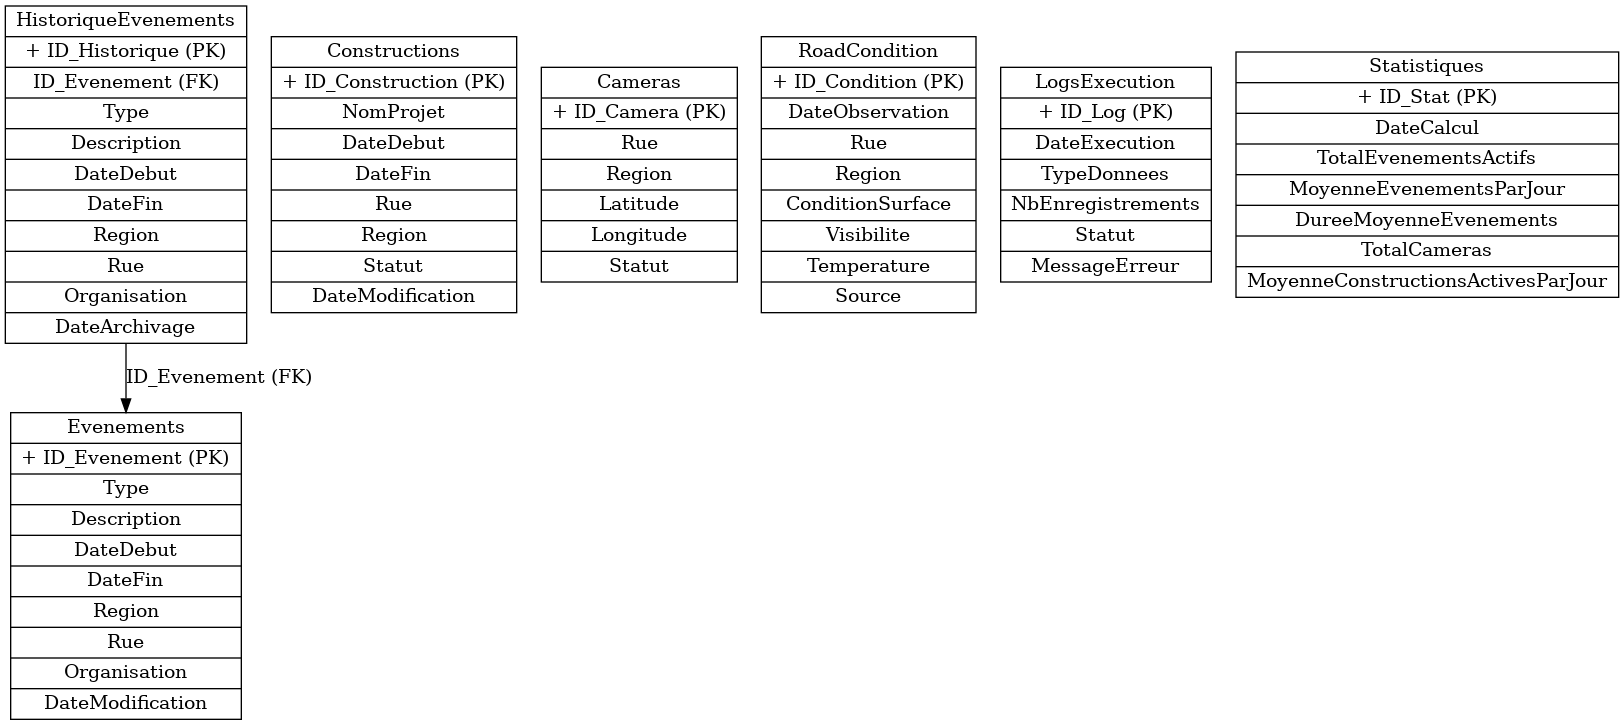 HistoriqueEvenements
+ ID_Historique (PK)
ID_Evenement (FK)
Type
Description
DateDebut
DateFin
Region
Rue
Organisation
DateArchivage
ID_Evenement (FK)
Evenements
+ ID_Evenement (PK)
Type
Description
DateDebut
DateFin
Region
Rue
Organisation
DateModification
Constructions
+ ID_Construction (PK)
NomProjet
DateDebut
DateFin
Rue
Region
Statut
DateModification
Cameras
+ ID_Camera (PK)
Rue
Region
Latitude
Longitude
Statut
RoadCondition
+ ID_Condition (PK)
DateObservation
Rue
Region
ConditionSurface
Visibilite
Temperature
Source
LogsExecution
+ ID_Log (PK)
DateExecution
TypeDonnees
NbEnregistrements
Statut
MessageErreur
Statistiques
+ ID_Stat (PK)
DateCalcul
TotalEvenementsActifs
MoyenneEvenementsParJour
DureeMoyenneEvenements
TotalCameras
MoyenneConstructionsActivesParJour